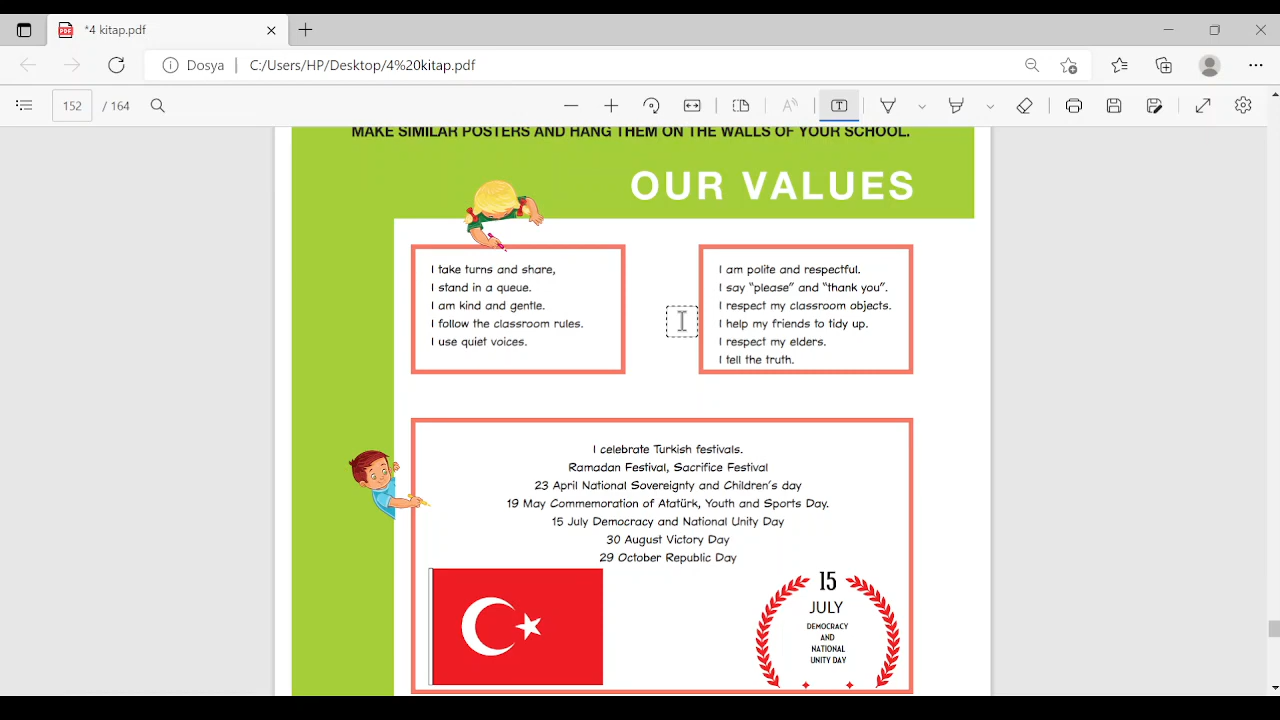 *4 kitap.pdf
Dosya
C:/Users/HP/Desktop/4%20kitap.pdf
152 / 164
MAKE SIMILAR POSTERS AND HANG THEM ON THE WALLS OF YOUR SCHOOL.
OUR VALUES
I take turns and share,
I stand in a queue.
I am kind and gentle.
I follow the classroom rules.
I use quiet voices.
I am polite and respectful.
I say “please” and “thank you”.
I respect my classroom objects.
I help my friends to tidy up.
I respect my elders.
I tell the truth.
I celebrate Turkish festivals.
Ramadan Festival, Sacrifice Festival
23 April National Sovereignty and Children’s day
19 May Commemoration of Atatürk, Youth and Sports Day.
15 July Democracy and National Unity Day
30 August Victory Day
29 October Republic Day
15
JULY
DEMOCRACY
AND
NATIONAL
UNITY DAY